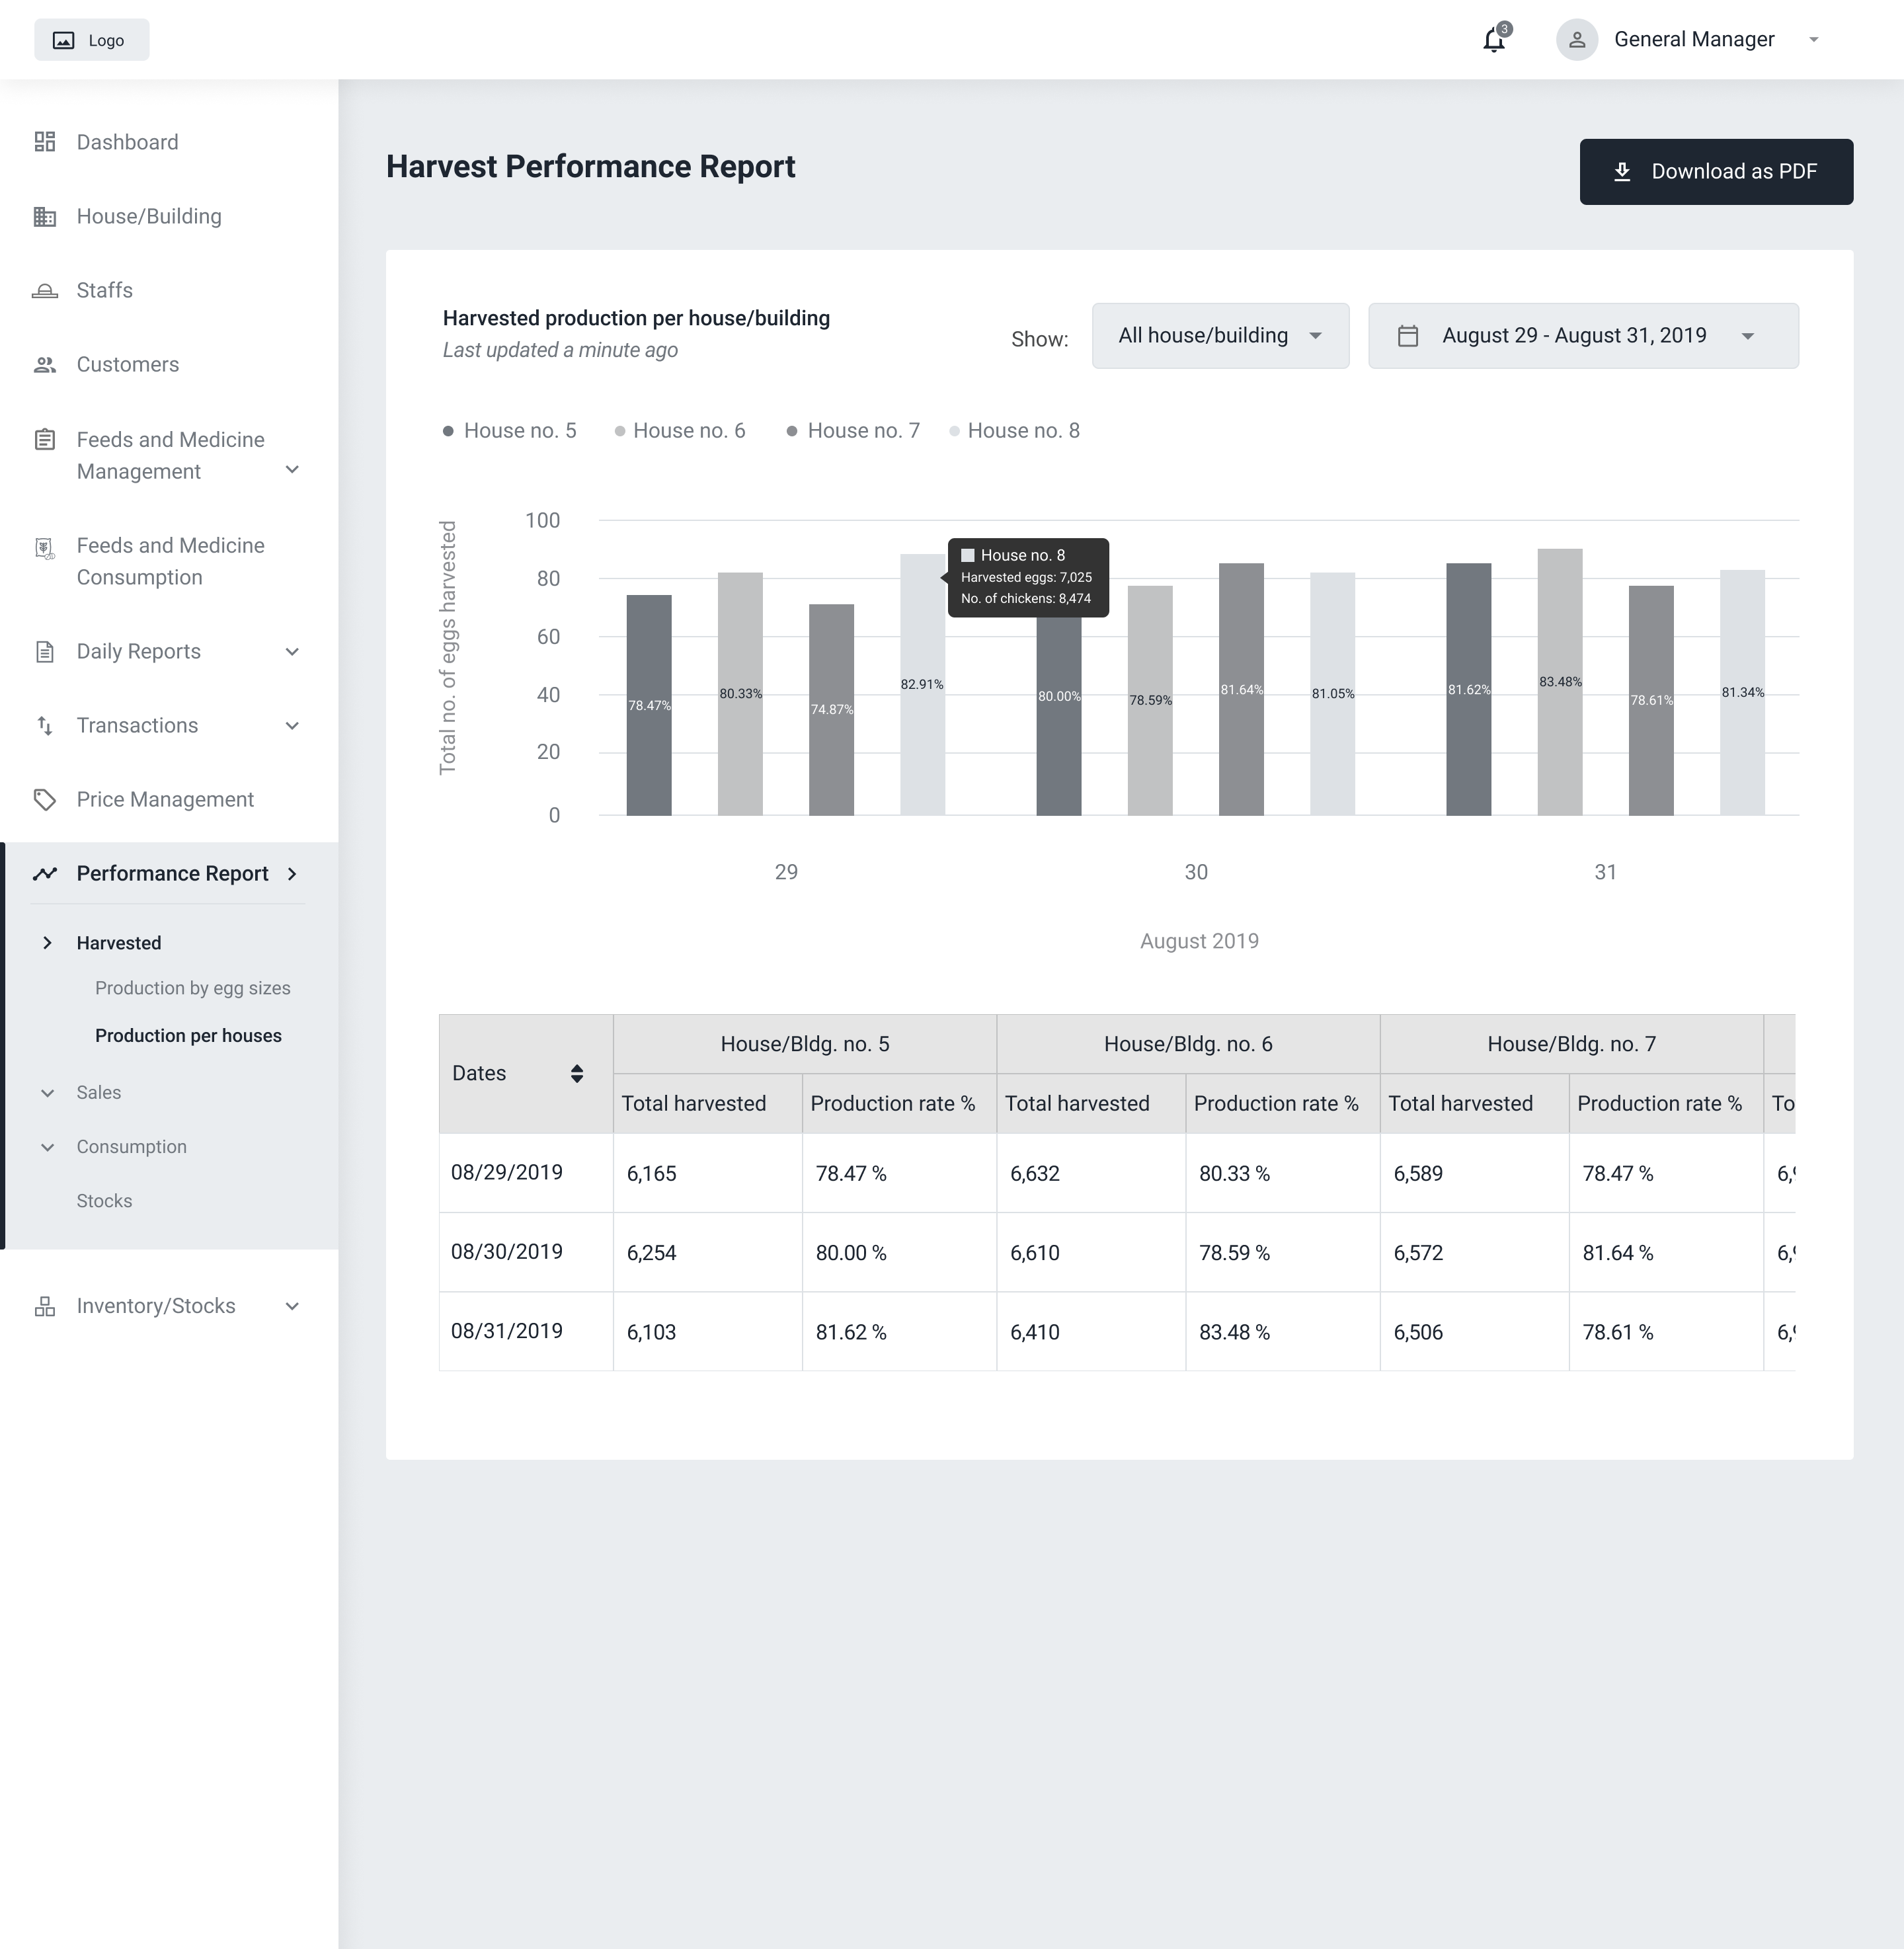 Logo
3
General Manager
Dashboard
House/Building
Staffs
Customers
Feeds and Medicine
Management
Feeds and Medicine
Consumption
Daily Reports
Transactions
Price Management
Performance Report
Harvested
Production by egg sizes
Production per houses
Sales
Consumption
Stocks
Inventory/Stocks
Harvest Performance Report
Download as PDF
Harvested production per house/building
Last updated a minute ago
Show:
All house/building
August 29 - August 31, 2019
House no. 5 House no. 6 House no. 7 House no. 8
Total no. of eggs harvested
100
80
60
40
20
0
House no. 8
Harvested eggs: 7,025
No. of chickens: 8,474
78.47% 80.33% 74.87% 82.91% 80.00% 78.59% 81.64% 81.05% 81.62% 83.48% 78.61% 81.34%
29 30 31
August 2019
Dates House/Bldg. no. 5 House/Bldg. no. 6 House/Bldg. no. 7
Total harvested Production rate % Total harvested Production rate % Total harvested Production rate % To
08/29/2019 6,165 78.47 % 6,632 80.33 % 6,589 78.47 %
08/30/2019 6,254 80.00 % 6,610 78.59 % 6,572 81.64 %
08/31/2019 6,103 81.62 % 6,410 83.48 % 6,506 78.61 %